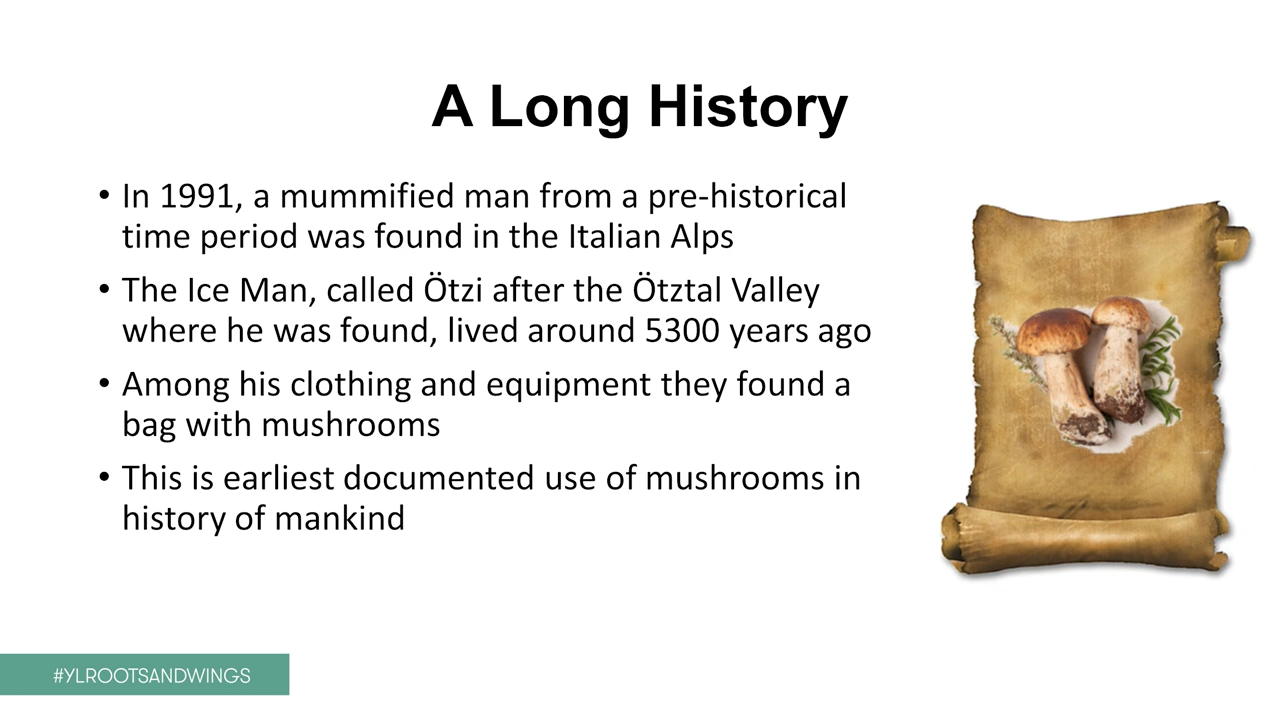 A Long History
• In 1991, a mummified man from a pre-historical
time period was found in the Italian Alps
• The Ice Man, called Ötzi after the Ötztal Valley
where he was found, lived around 5300 years ago
• Among his clothing and equipment they found a
bag with mushrooms
• This is earliest documented use of mushrooms in
history of mankind
#YLROOTSANDWINGS